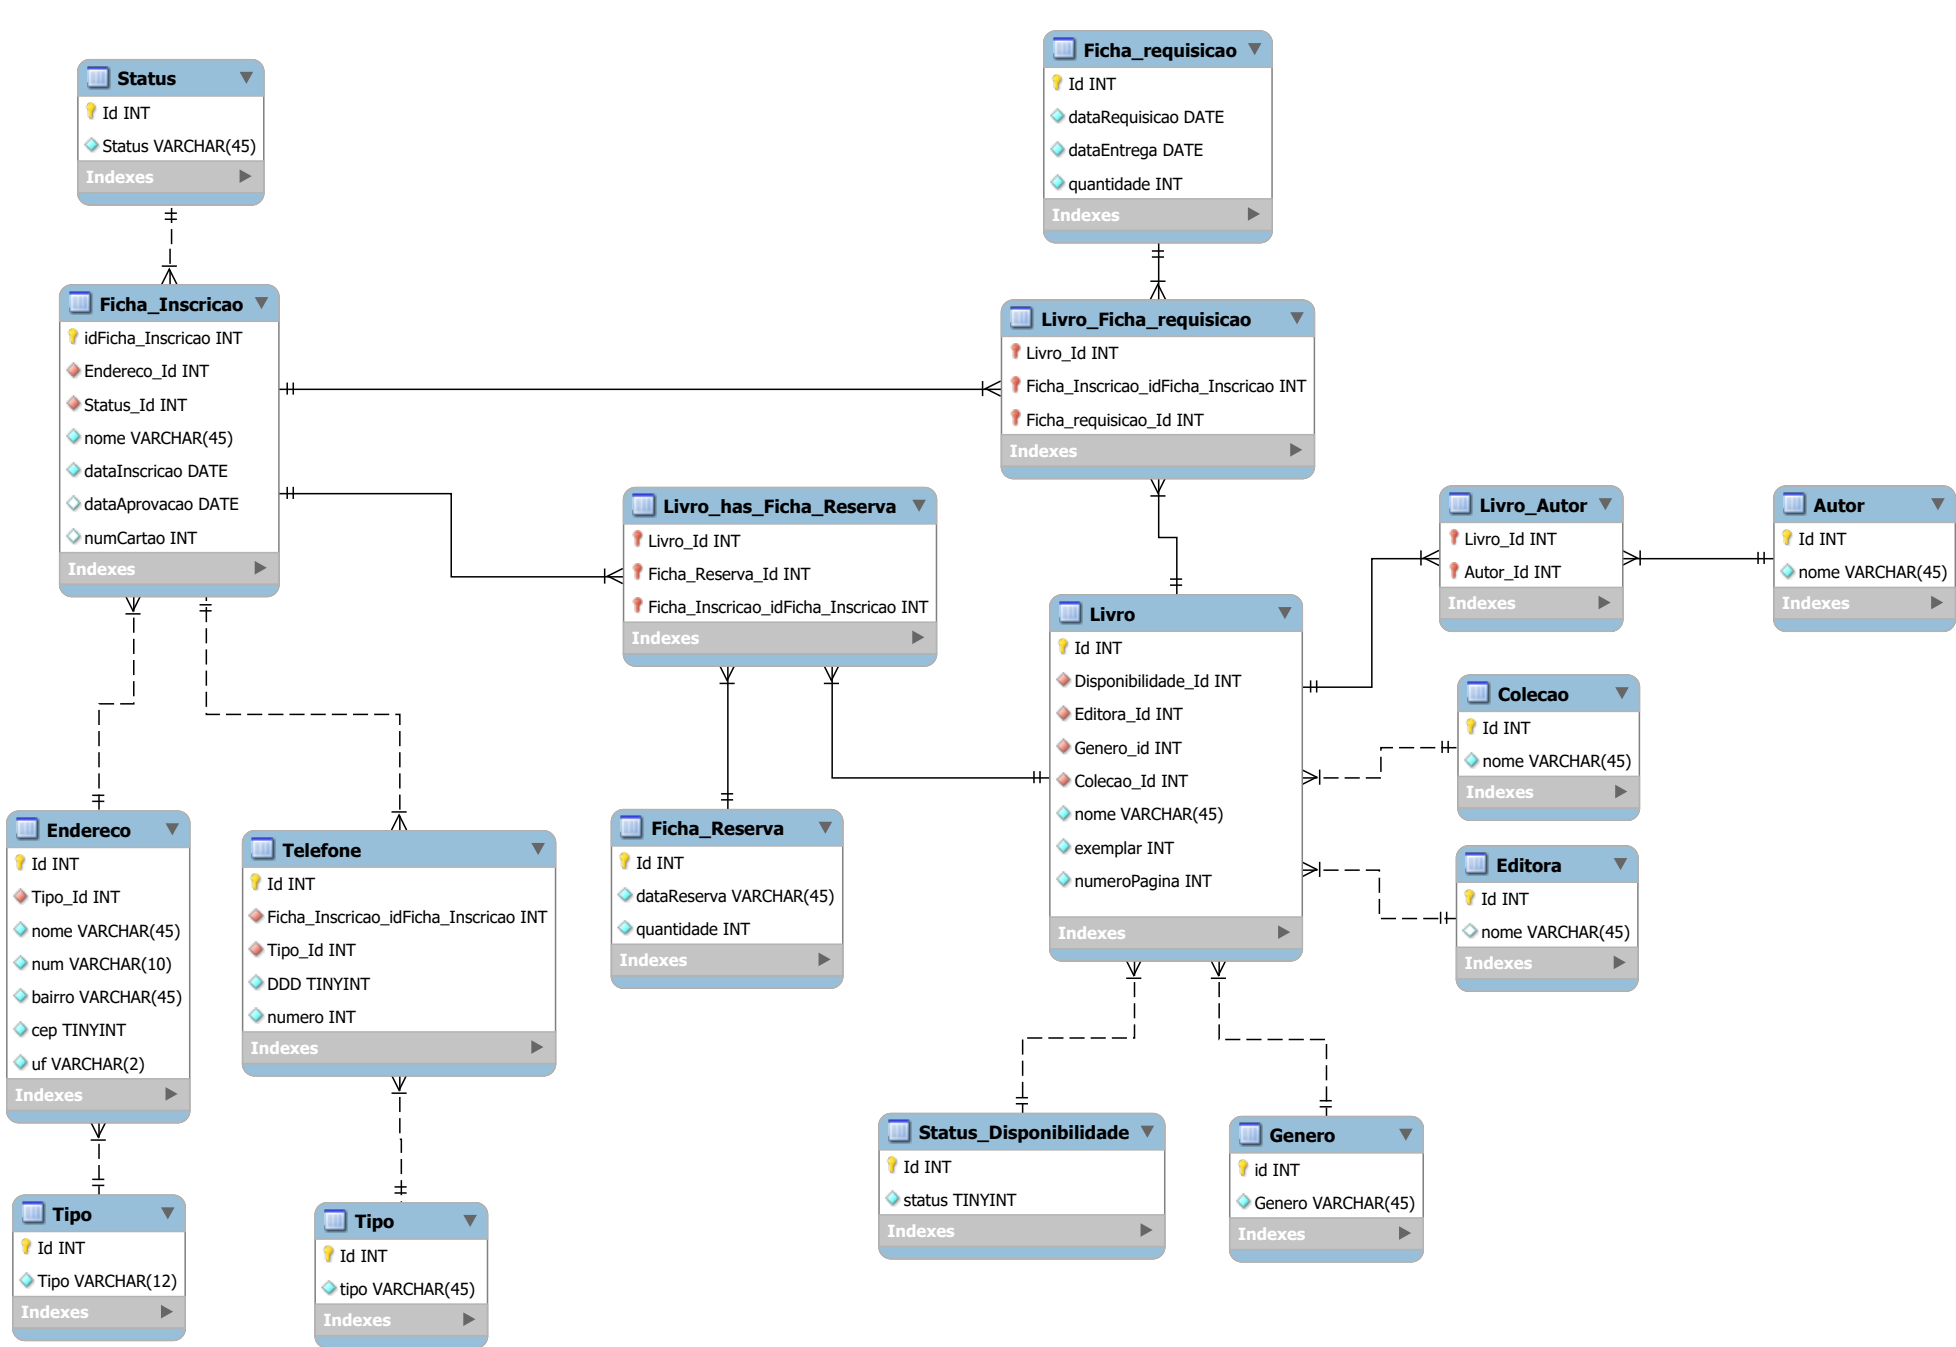 Status
Id INT
Status VARCHAR(45)
Indexes
Ficha_requisicao
Id INT
dataRequisicao DATE
dataEntrega DATE
quantidade INT
Indexes
Ficha_Inscricao
idFicha_Inscricao INT
Endereco_Id INT
Status_Id INT
nome VARCHAR(45)
dataInscricao DATE
dataAprovacao DATE
numCartao INT
Indexes
Livro_Ficha_requisicao
Livro_Id INT
Ficha_Inscricao_idFicha_Inscricao INT
Ficha_requisicao_Id INT
Indexes
Livro_has_Ficha_Reserva
Livro_Id INT
Ficha_Reserva_Id INT
Ficha_Inscricao_idFicha_Inscricao INT
Indexes
Livro_Autor
Livro_Id INT
Autor_Id INT
Indexes
Autor
Id INT
nome VARCHAR(45)
Indexes
Livro
Id INT
Disponibilidade_Id INT
Editora_Id INT
Genero_id INT
Colecao_Id INT
nome VARCHAR(45)
exemplar INT
numeroPagina INT
Indexes
Colecao
Id INT
nome VARCHAR(45)
Indexes
Editora
Id INT
nome VARCHAR(45)
Indexes
Endereco
Id INT
Tipo_Id INT
nome VARCHAR(45)
num VARCHAR(10)
bairro VARCHAR(45)
cep TINYINT
uf VARCHAR(2)
Indexes
Telefone
Id INT
Ficha_Inscricao_idFicha_Inscricao INT
Tipo_Id INT
DDD TINYINT
numero INT
Indexes
Ficha_Reserva
Id INT
dataReserva VARCHAR(45)
quantidade INT
Indexes
Status_Disponibilidade
Id INT
status TINYINT
Indexes
Genero
id INT
Genero VARCHAR(45)
Indexes
Tipo
Id INT
Tipo VARCHAR(12)
Indexes
Tipo
Id INT
tipo VARCHAR(45)
Indexes